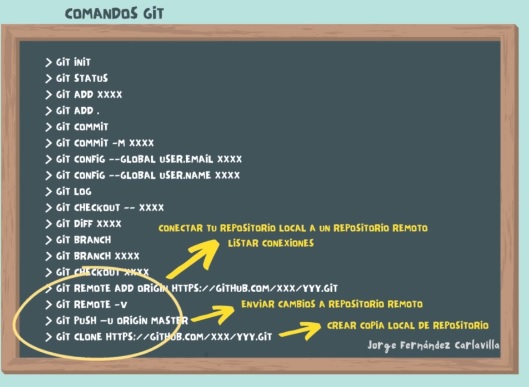 COMANDOS GiT
> GiT iNiT
> GiT STATUS
> GiT ADD XXXX
> GiT ADD .
> GiT COMMiT
> GiT COMMiT -M XXXX
> GiT CONFiG --GLOBAL USER.EMAiL XXXX
> GiT CONFiG --GLOBAL USER.NAME XXXX
> GiT LOG
> GiT CHECKOUT -- XXXX
> GiT DiFF XXXX
CONECTAR TU REPOSiTORiO LOCAL A UN REPOSiTORiO REMOTO
> GiT BRANCH
LiSTAR CONEXiONES
> GiT BRANCH XXXX
> GiT CHECKOUT XXXX
> GiT REMOTE ADD ORiGiN HTTPS://GiTHUB.COM/XXX/YYY.GiT
> GiT REMOTE -V
ENViAR CAMBiOS A REPOSiTORiO REMOTO
> GiT PUSH -U ORiGiN MASTER
CREAR COPiA LOCAL DE REPOSiTORiO
> GiT CLONE HTTPS://GiTHUB.COM/XXX/YYY.GiT
Jorge Fernández Carlavilla